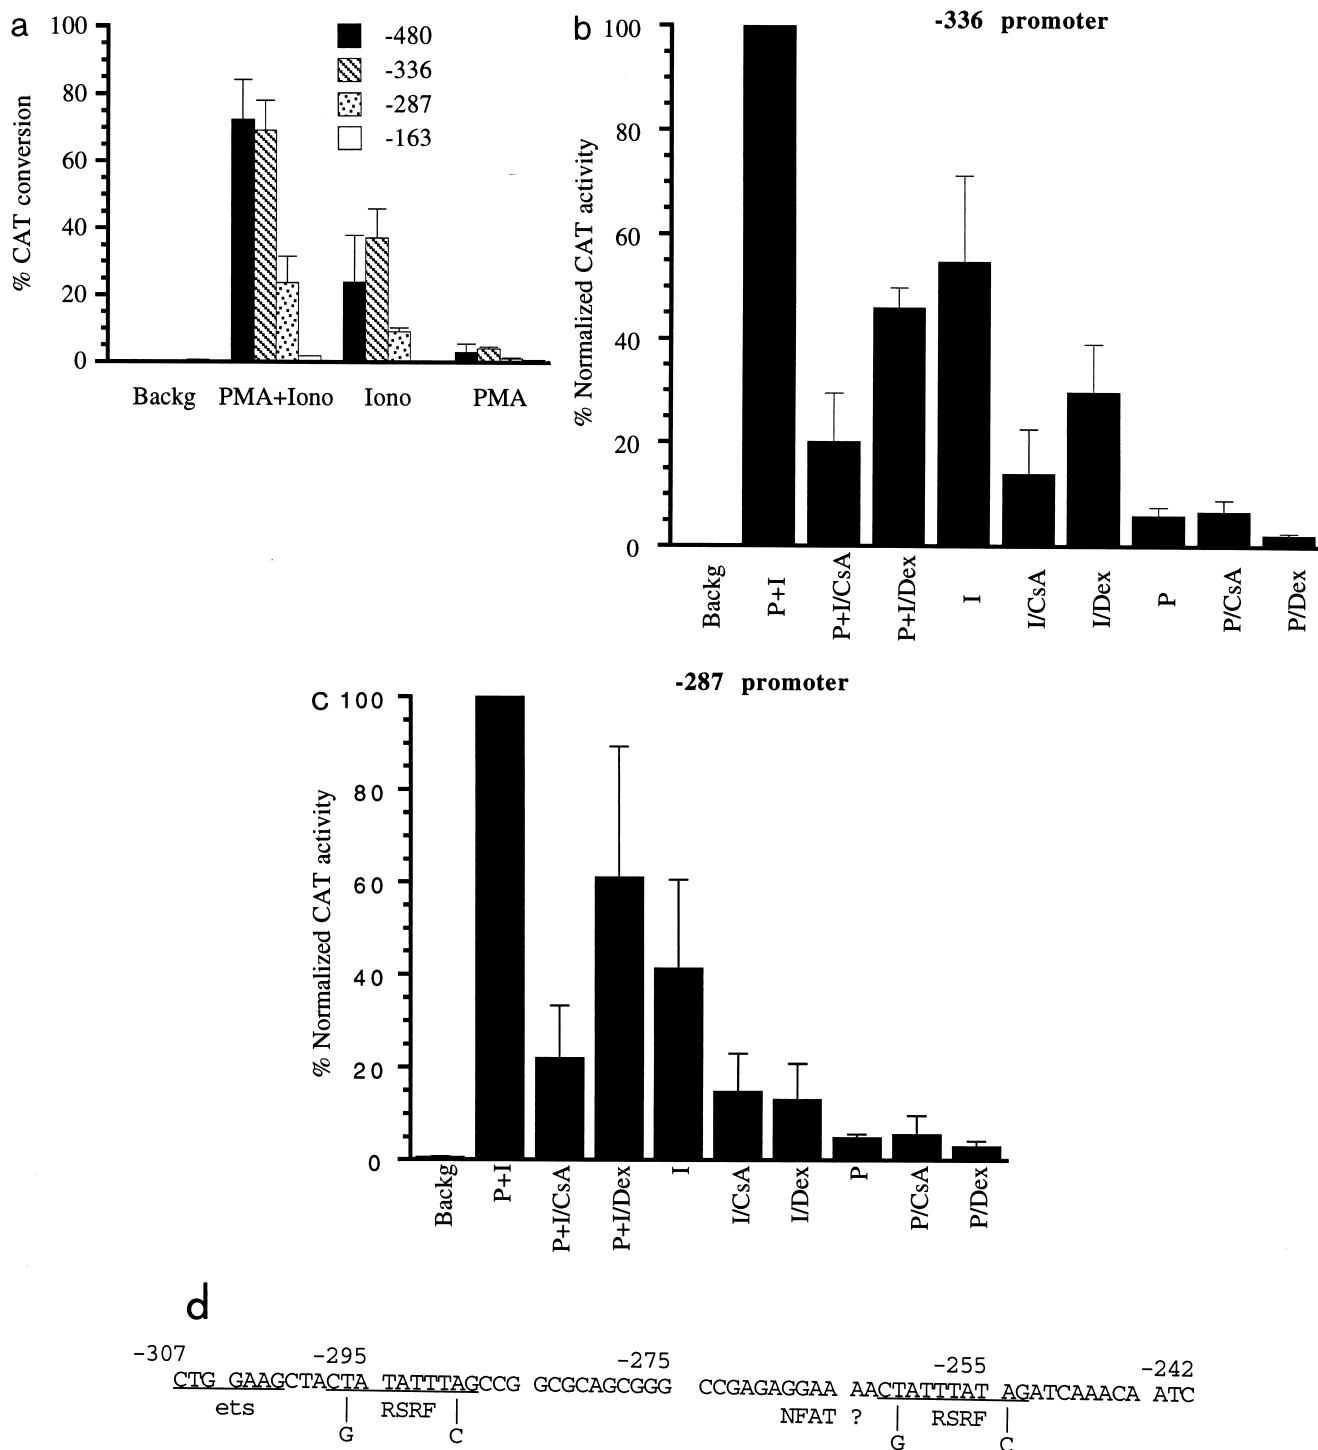 a
100
80
60
40
20
0
% CAT conversion
-480
-336
-287
-163
Backg PMA+Iono Iono PMA
b
-336 promoter
100
80
60
40
20
0
% Normalized CAT activity
Backg
P+I
P+I/CsA
P+I/Dex
I
I/CsA
I/Dex
P
P/CsA
P/Dex
c
-287 promoter
100
80
60
40
20
0
% Normalized CAT activity
Backg
P+I
P+I/CsA
P+I/Dex
I
I/CsA
I/Dex
P
P/CsA
P/Dex
d
-307 -295 -275 -255 -242
CTG GAAGCTACTA TATTTAGCCG GCGCAGCGGG CCGAGAGGAA AACTATTTAT AGATCAAACA ATC
ets RSRF NFAT ? RSRF
G C G C